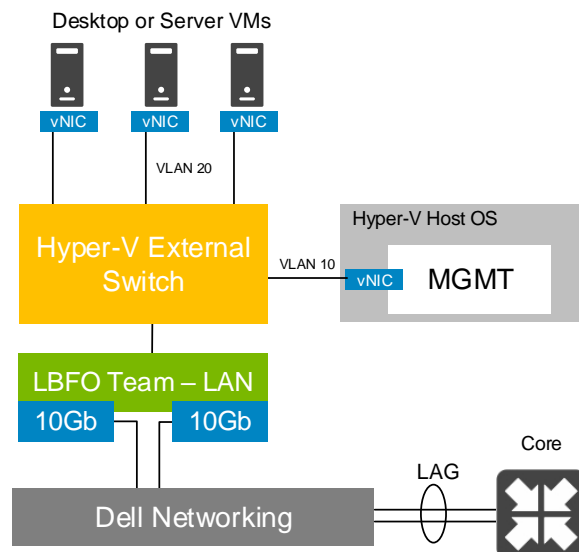 Desktop or Server VMs
vNIC
vNIC
vNIC
VLAN 20
Hyper-V External
Switch
VLAN 10
Hyper-V Host OS
vNIC
MGMT
LBFO Team – LAN
10Gb
10Gb
Core
LAG
Dell Networking